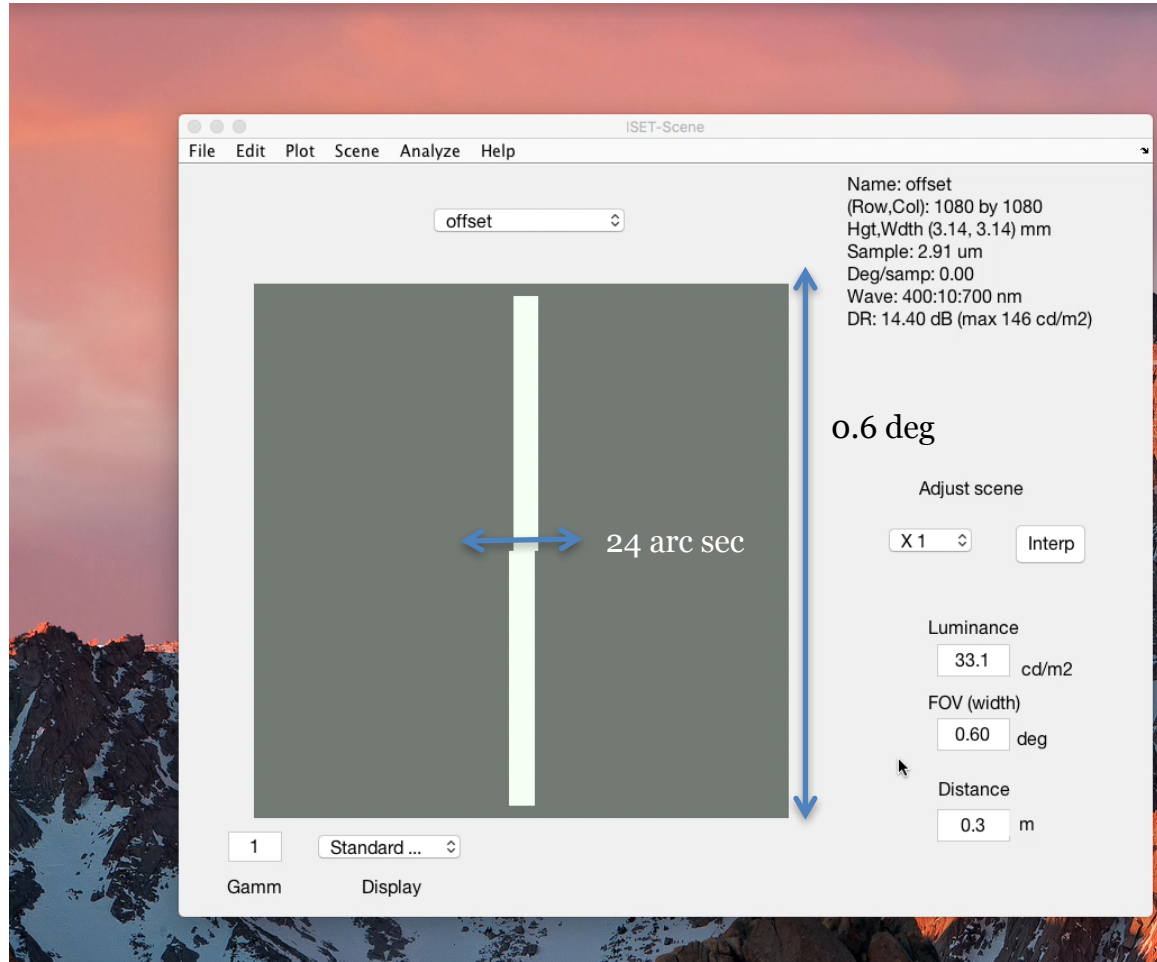 ISET-Scene
File Edit Plot Scene Analyze Help
offset
Name: offset
(Row,Col): 1080 by 1080
Hgt,Wdth (3.14, 3.14) mm
Sample: 2.91 um
Deg/samp: 0.00
Wave: 400:10:700 nm
DR: 14.40 dB (max 146 cd/m2)
0.6 deg
24 arc sec
Adjust scene
X 1
Interp
Luminance
33.1 cd/m2
FOV (width)
0.60 deg
Distance
0.3 m
1 Standard ...
Gamm Display